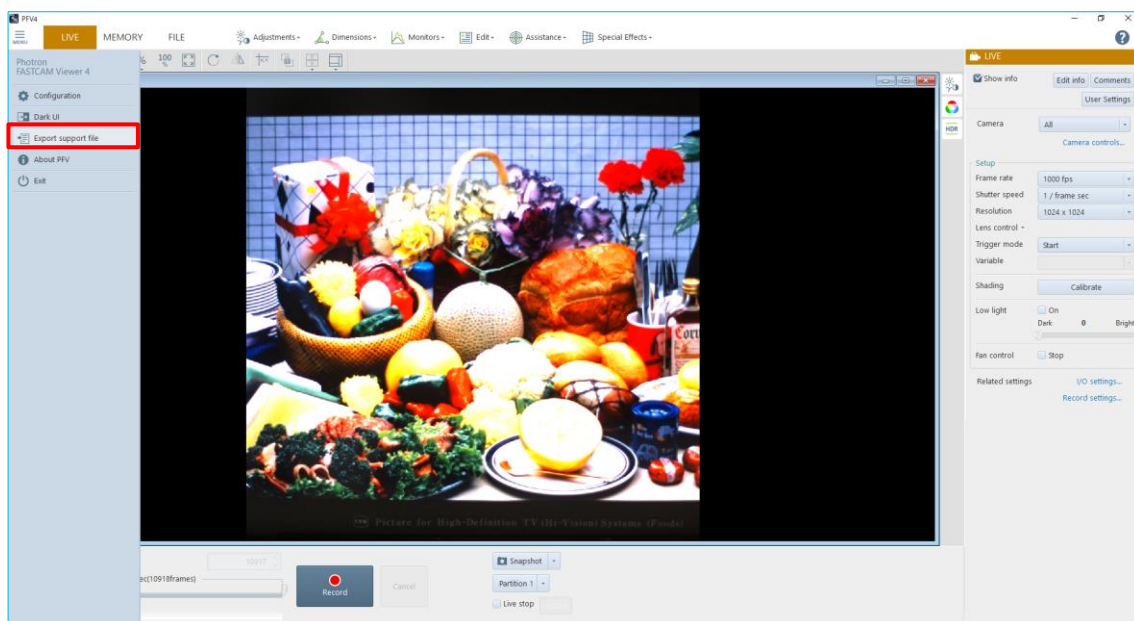 PFV4
MENU
LIVE MEMORY FILE Adjustments Dimensions Monitors Edit Assistance Special Effects
Photron
FASTCAM Viewer 4
Configuration
Dark UI
Export support file
About PFV
Exit
%
100
%
HDR
LIVE
Show info Edit info Comments
User Settings
Camera All
Camera controls...
Setup
Frame rate 1000 fps
Shutter speed 1 / frame sec
Resolution 1024 x 1024
Lens control
Trigger mode Start
Variable
Shading Calibrate
Low light On
Dark 0 Bright
Fan control Stop
Related settings I/O settings...
Record settings...
Corn
Picture for High-Definition TV (Hi-Vision) Systems (Foods)
10917
ec(10918frames)
Record
Cancel
Snapshot
Partition 1
Live stop